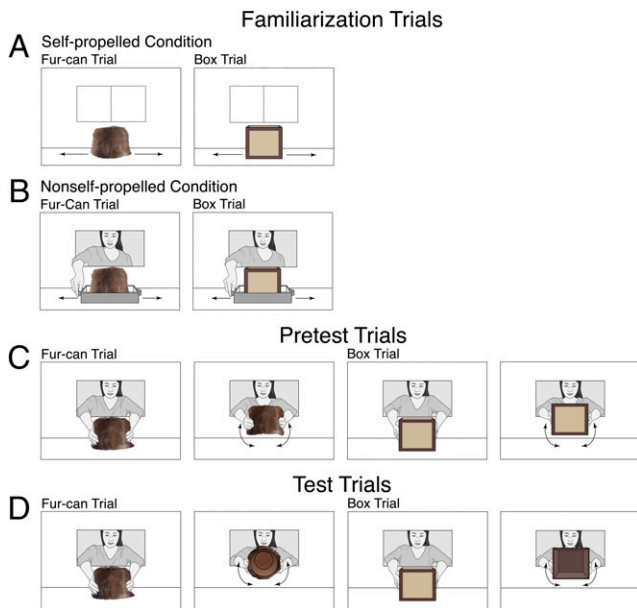 Familiarization Trials
A Self-propelled Condition
Fur-can Trial Box Trial
B Nonself-propelled Condition
Fur-Can Trial Box Trial
Pretest Trials
C Fur-can Trial Box Trial
Test Trials
D Fur-can Trial Box Trial